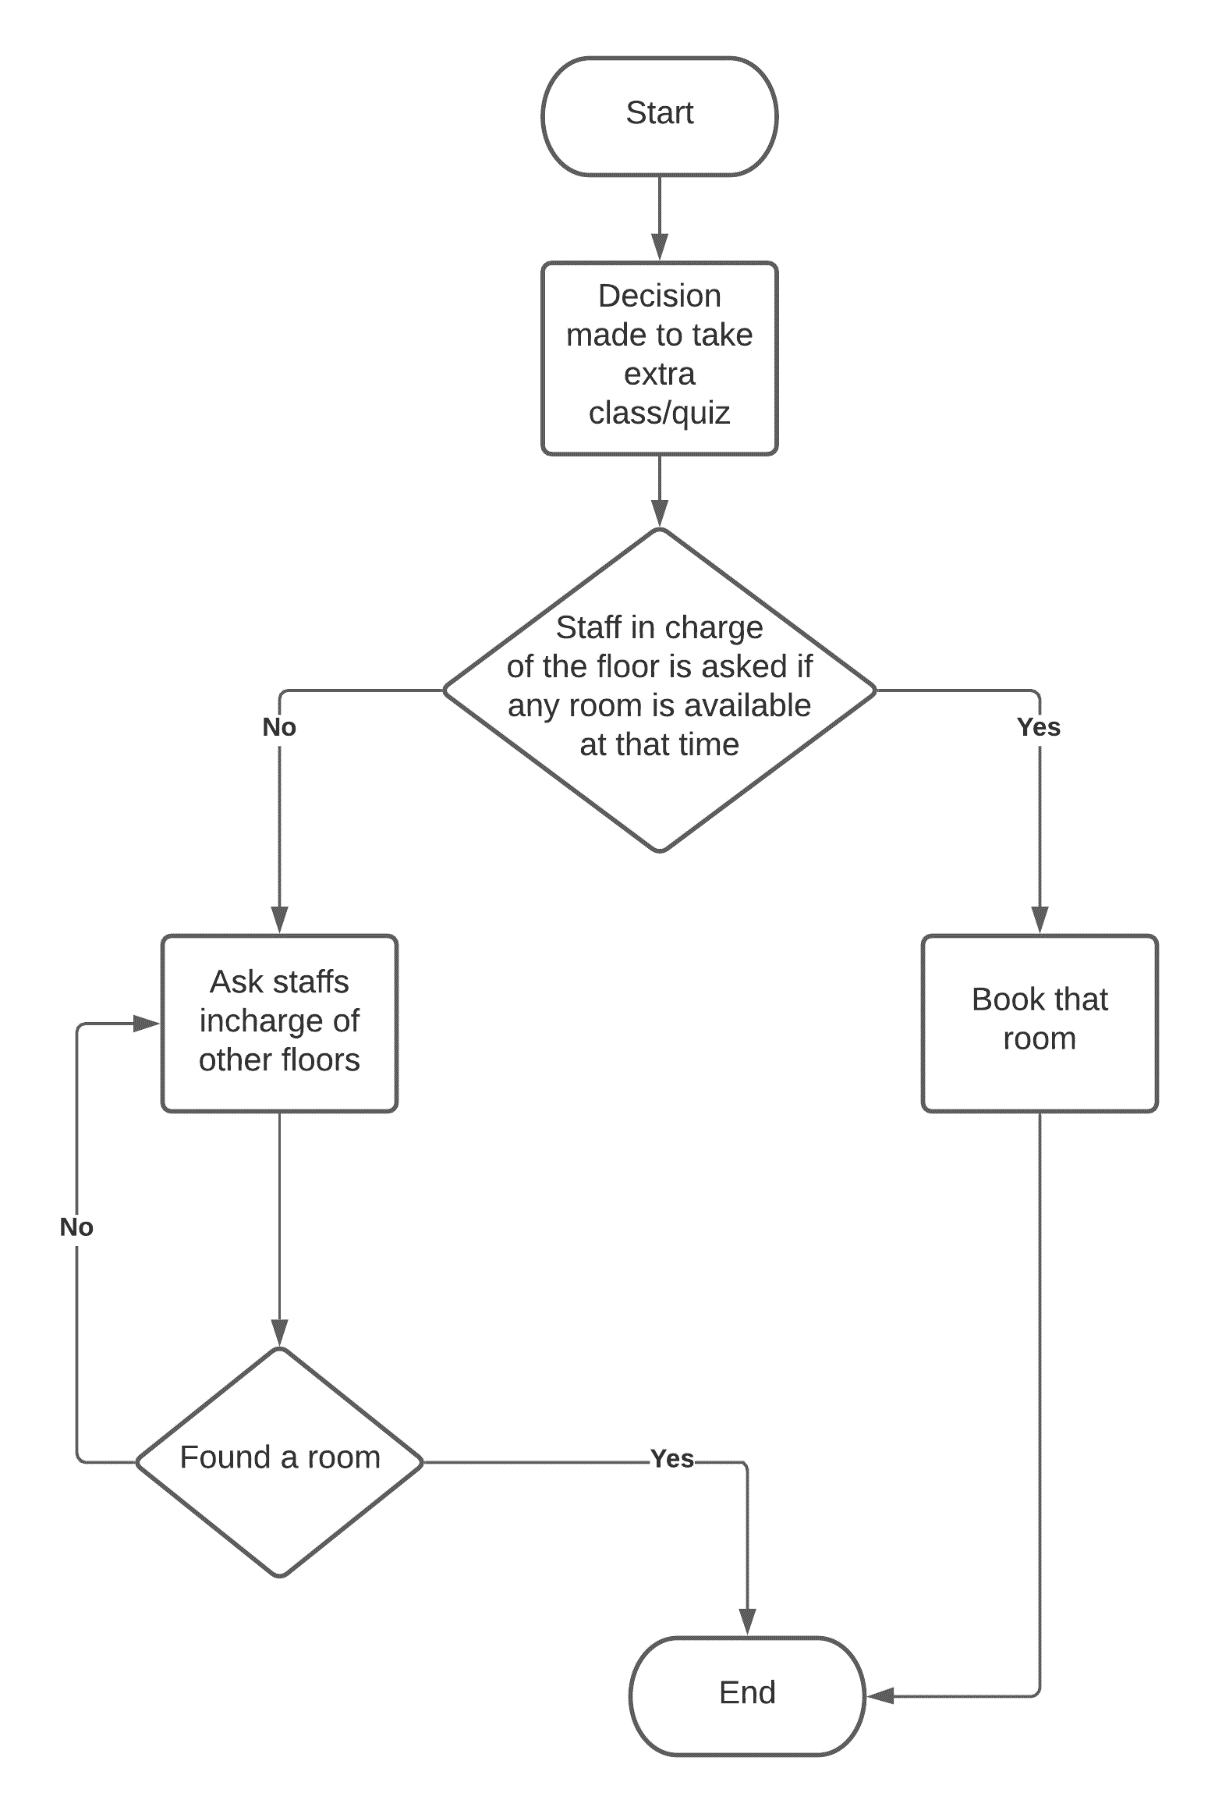 Start
Decision
made to take
extra
class/quiz
Staff in charge
of the floor is asked if
any room is available
at that time
No
Yes
Ask staffs
incharge of
other floors
Book that
room
No
Found a room
Yes
End